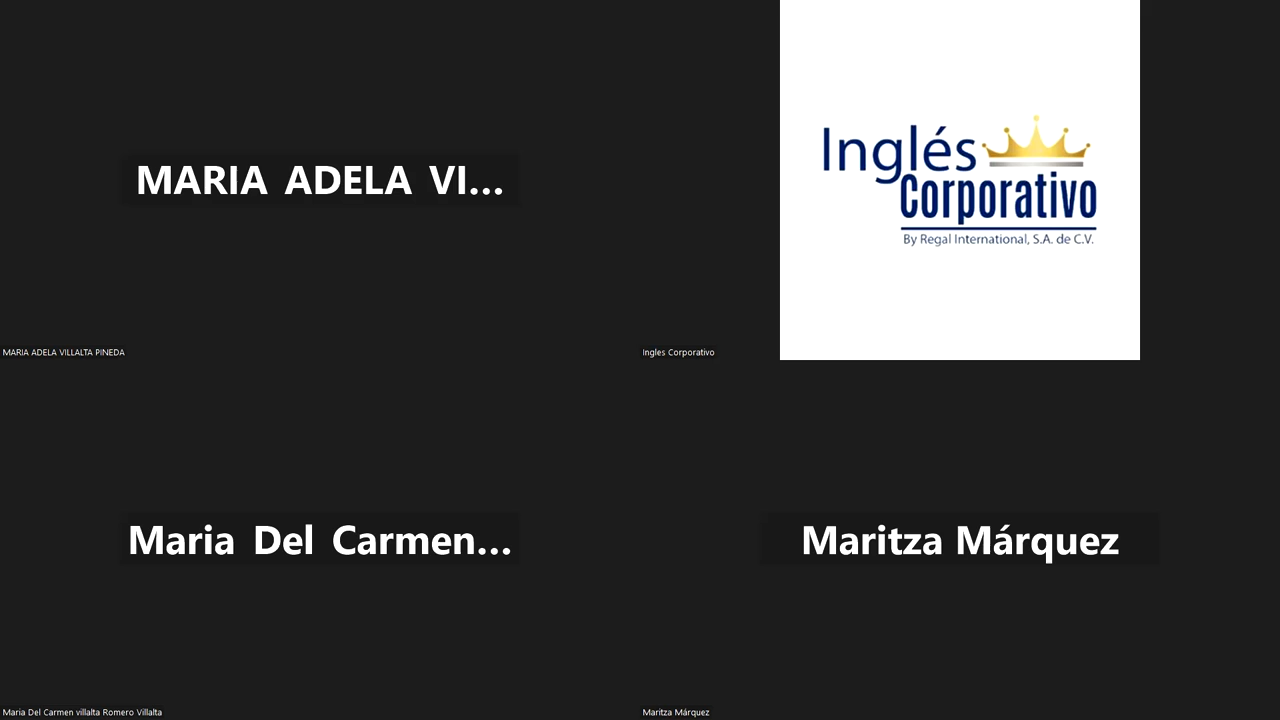 MARIA ADELA VI...
MARIA ADELA VILLALTA PINEDA
Inglés
Corporativo
By Regal International, S.A. de C.V.
Ingles Corporativo
Maria Del Carmen...
Maria Del Carmen villalta Romero Villalta
Maritza Márquez
Maritza Márquez